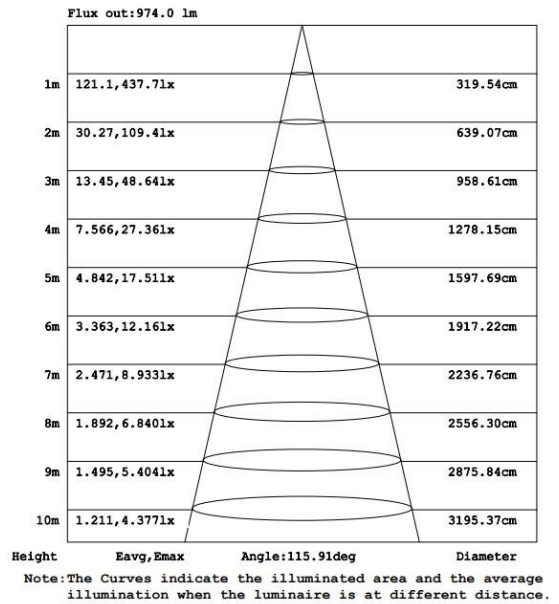 Flux out:974.0 lm
1m 121.1,437.7lx 319.54cm
2m 30.27,109.4lx 639.07cm
3m 13.45,48.64lx 958.61cm
4m 7.566,27.36lx 1278.15cm
5m 4.842,17.51lx 1597.69cm
6m 3.363,12.16lx 1917.22cm
7m 2.471,8.933lx 2236.76cm
8m 1.892,6.840lx 2556.30cm
9m 1.495,5.404lx 2875.84cm
10m 1.211,4.377lx 3195.37cm
Height Eavg,Emax Angle:115.91deg Diameter
Note:The Curves indicate the illuminated area and the average
illumination when the luminaire is at different distance.